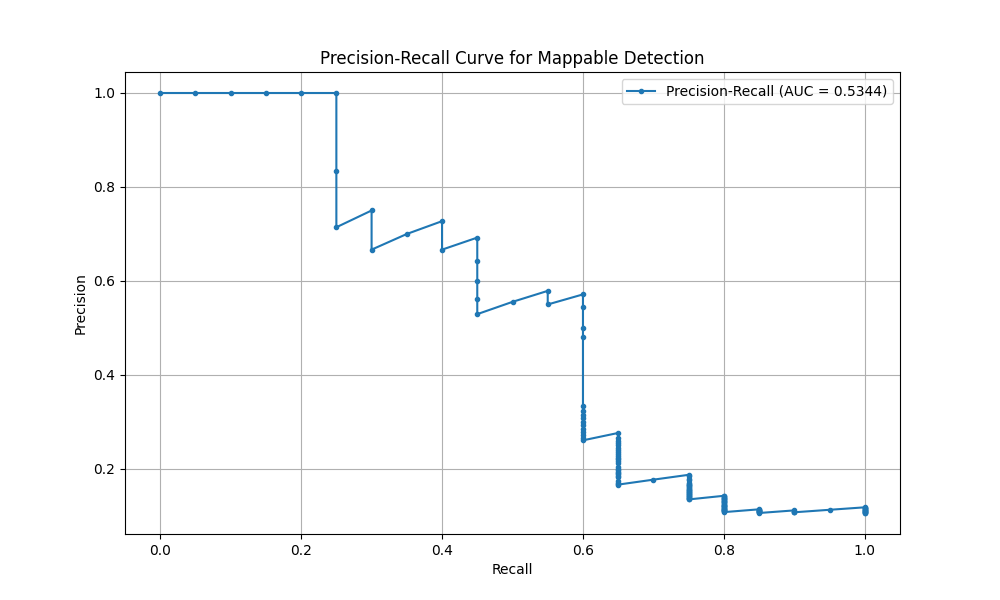 Precision-Recall Curve for Mappable Detection
Precision-Recall (AUC = 0.5344)
1.0
0.8
0.6
0.4
0.2
Precision
0.0
0.2
0.4
0.6
0.8
1.0
Recall